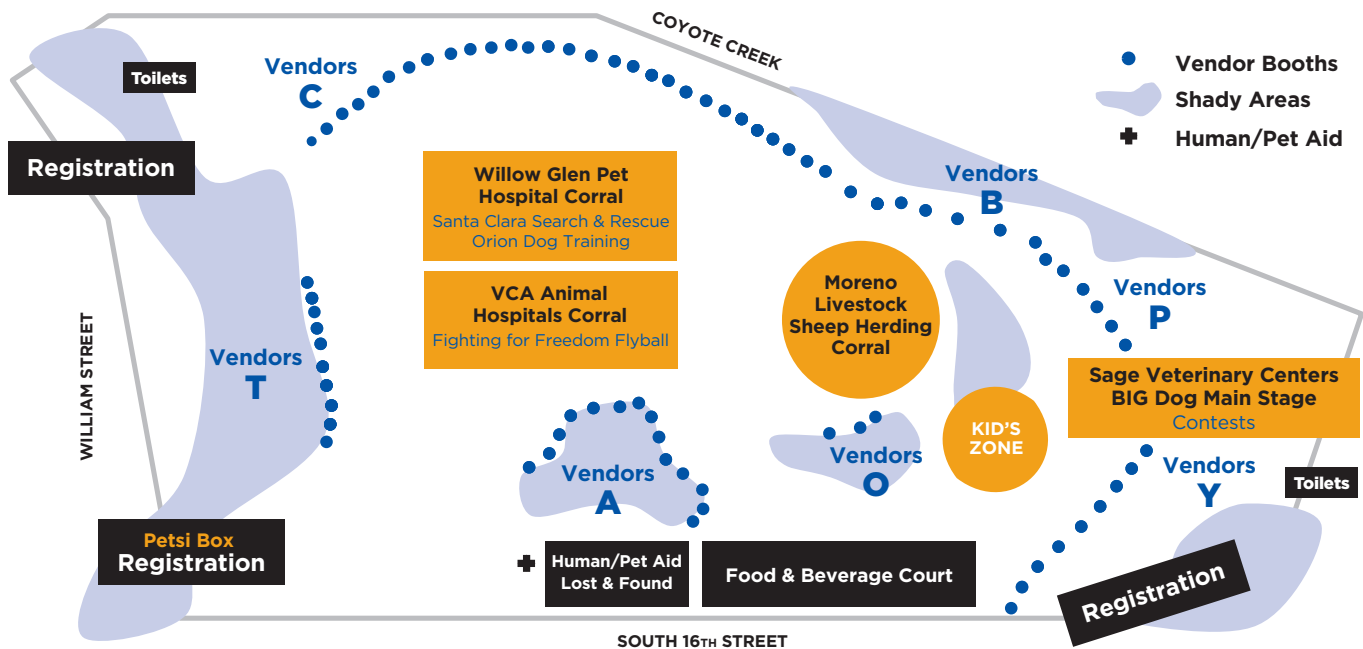 COYOTE CREEK
Toilets
Vendors
C
Vendor Booths
Shady Areas
Human/Pet Aid
Registration
Willow Glen Pet
Hospital Corral
Santa Clara Search & Rescue
Orion Dog Training
Vendors
B
VCA Animal
Hospitals Corral
Fighting for Freedom Flyball
Moreno
Livestock
Sheep Herding
Corral
Vendors
P
WILLIAM STREET
Vendors
T
Sage Veterinary Centers
BIG Dog Main Stage
Contests
KID'S
ZONE
Vendors
A
Vendors
O
Vendors
Y
Toilets
Petsi Box
Registration
Human/Pet Aid
Lost & Found
Food & Beverage Court
Registration
SOUTH 16TH STREET